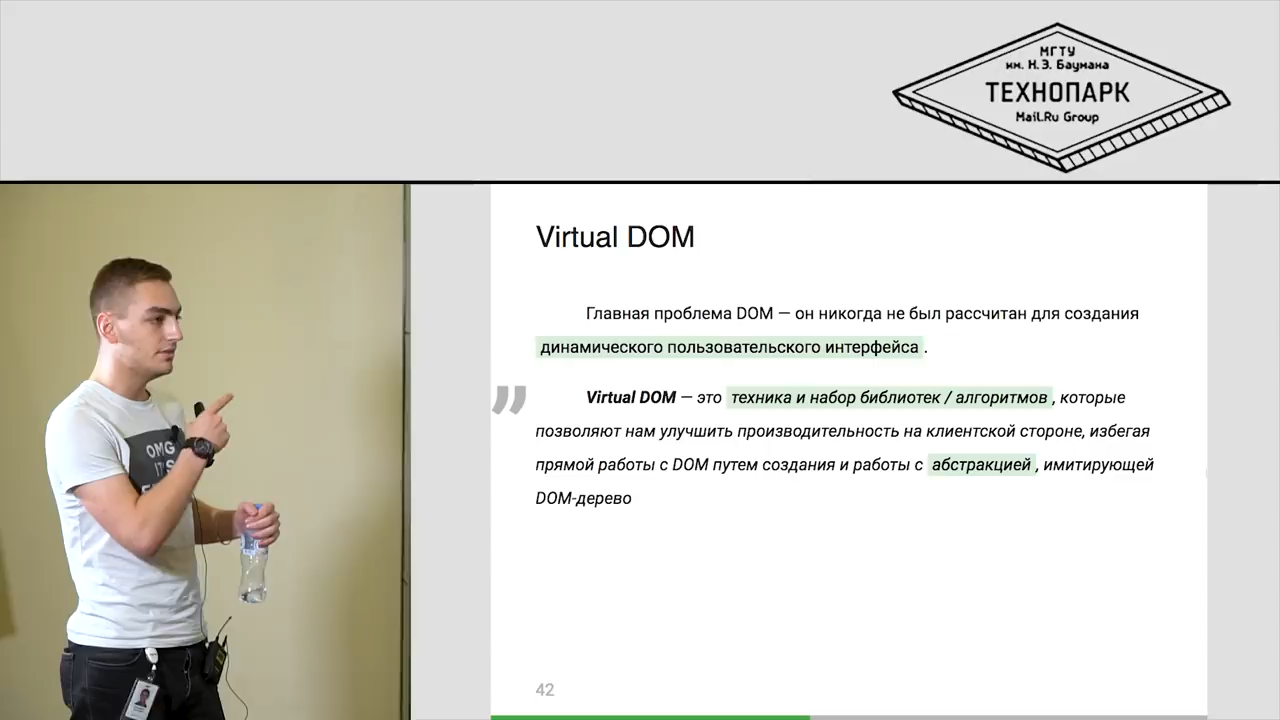 МГТУ
им. Н.Э. Баумана
ТЕХНОПАРК
Mail.Ru Group
Virtual DOM
Главная проблема DOM — он никогда не был рассчитан для создания
динамического пользовательского интерфейса .
Virtual DOM — это техника и набор библиотек / алгоритмов , которые
позволяют нам улучшить производительность на клиентской стороне, избегая
прямой работы с DOM путем создания и работы с абстракцией , имитирующей
DOM-дерево
42
OMG
IT'S